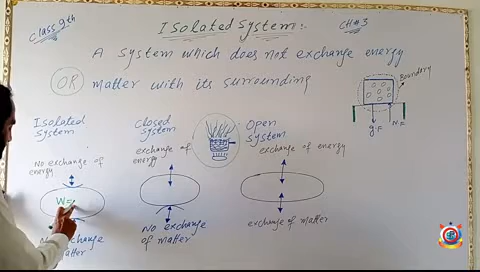 Class 9th
Isolated System:-
CH#3
A System which does not exchange energy
OR matter with its surrounding
Boundary
g.F
N.F
Isolated
System
Closed
System
Open
System
No exchange of
energy
exchange of
energy
exchange of energy
W=
No exchange
of matter
exchange of matter